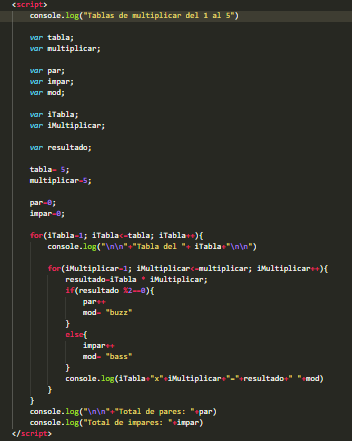 <script>
console.log("Tablas de multiplicar del 1 al 5")
var tabla;
var multiplicar;
var par;
var impar;
var mod;
var iTabla;
var iMultiplicar;
var resultado;
tabla= 5;
multiplicar=5;
par=0;
impar=0;
for(iTabla=1; iTabla<=tabla; iTabla++){
console.log("\n\n"+"Tabla del "+ iTabla+"\n\n")
for(iMultiplicar=1; iMultiplicar<=multiplicar; iMultiplicar++){
resultado=iTabla * iMultiplicar;
if(resultado %2==0){
par++
mod= "buzz"
}
else{
impar++
mod= "bass"
}
console.log(iTabla+"x"+iMultiplicar+"="+resultado+" "+mod)
}
}
console.log("\n\n"+"Total de pares: "+par)
console.log("Total de impares: "+impar)
</script>